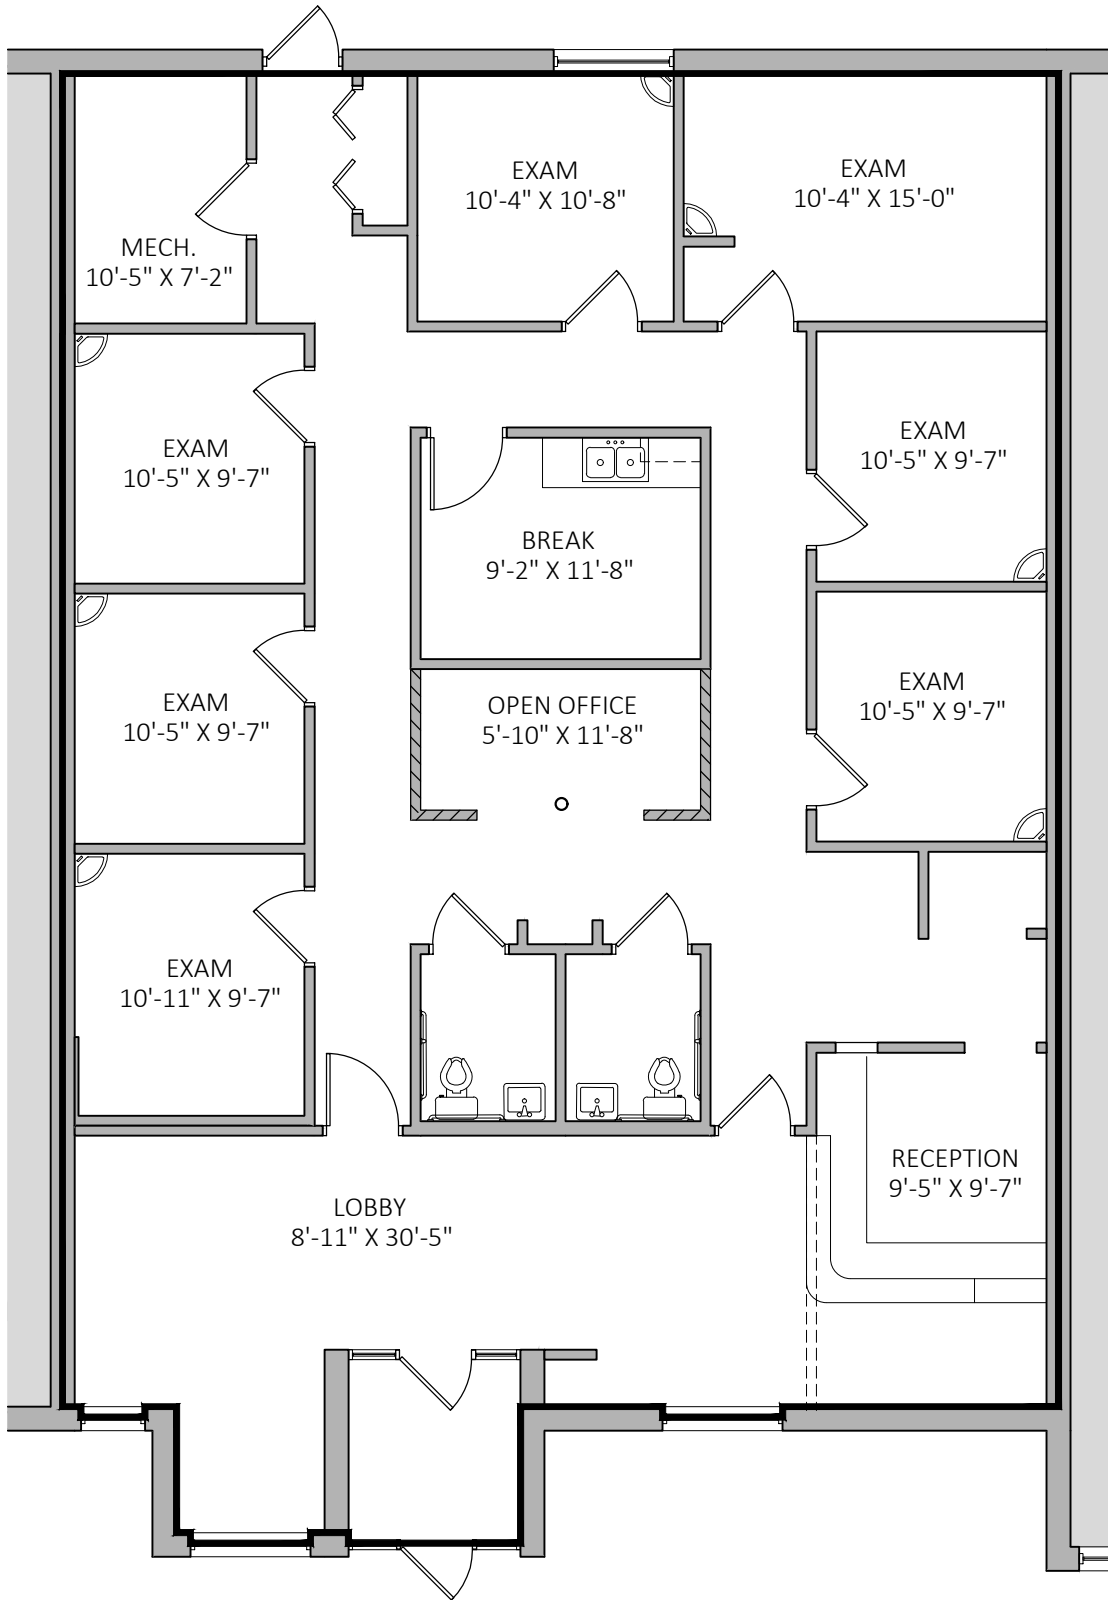 EXAM
10'-4" X 10'-8"
EXAM
10'-4" X 15'-0"
MECH.
10'-5" X 7'-2"
EXAM
10'-5" X 9'-7"
EXAM
10'-5" X 9'-7"
BREAK
9'-2" X 11'-8"
EXAM
10'-5" X 9'-7"
OPEN OFFICE
5'-10" X 11'-8"
EXAM
10'-5" X 9'-7"
EXAM
10'-11" X 9'-7"
RECEPTION
9'-5" X 9'-7"
LOBBY
8'-11" X 30'-5"